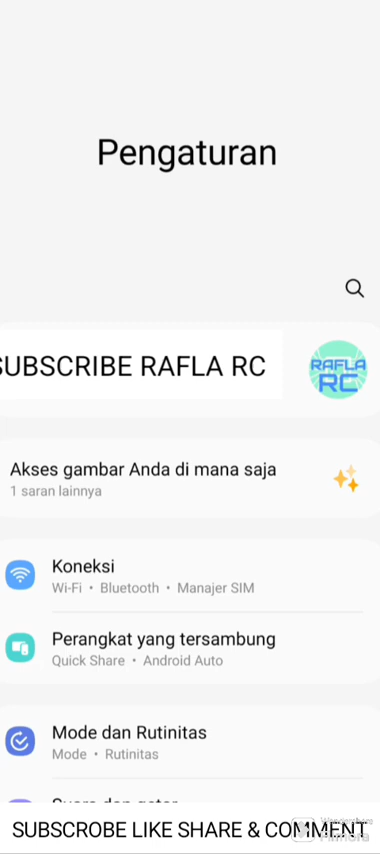 Pengaturan
SUBSCRIBE RAFLA RC
RAFLA
RC
Akses gambar Anda di mana saja
1 saran lainnya
Koneksi
Wi-Fi • Bluetooth • Manajer SIM
Perangkat yang tersambung
Quick Share • Android Auto
Mode dan Rutinitas
Mode • Rutinitas
SUBSCROBE LIKE SHARE & COMMENT